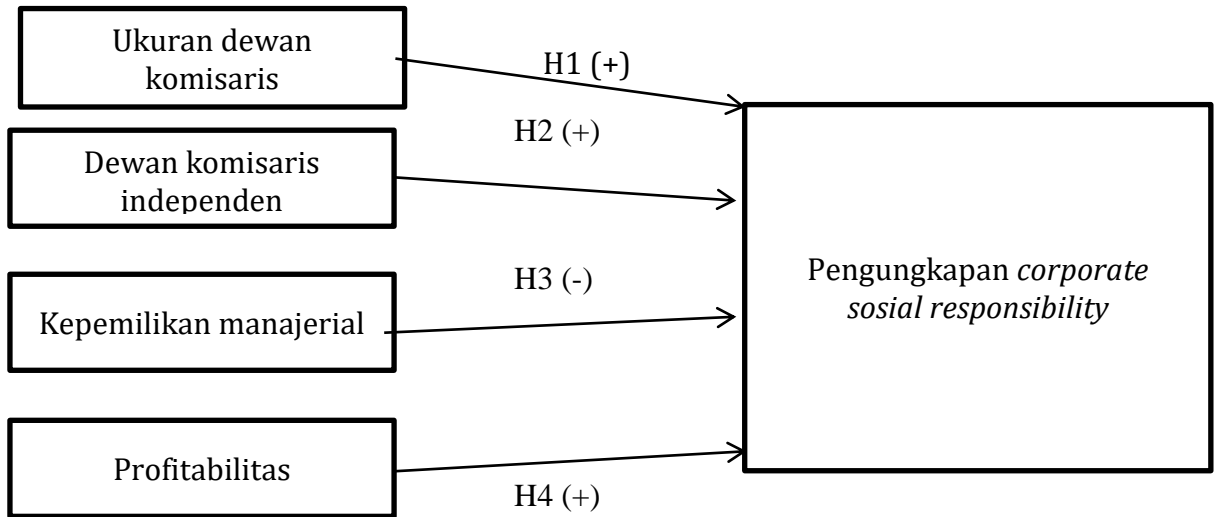 Ukuran dewan
komisaris
H1 (+)
H2 (+)
Dewan komisaris
independen
H3 (-)
Kepemilikan manajerial
Profitabilitas
H4 (+)
Pengungkapan corporate
sosial responsibility